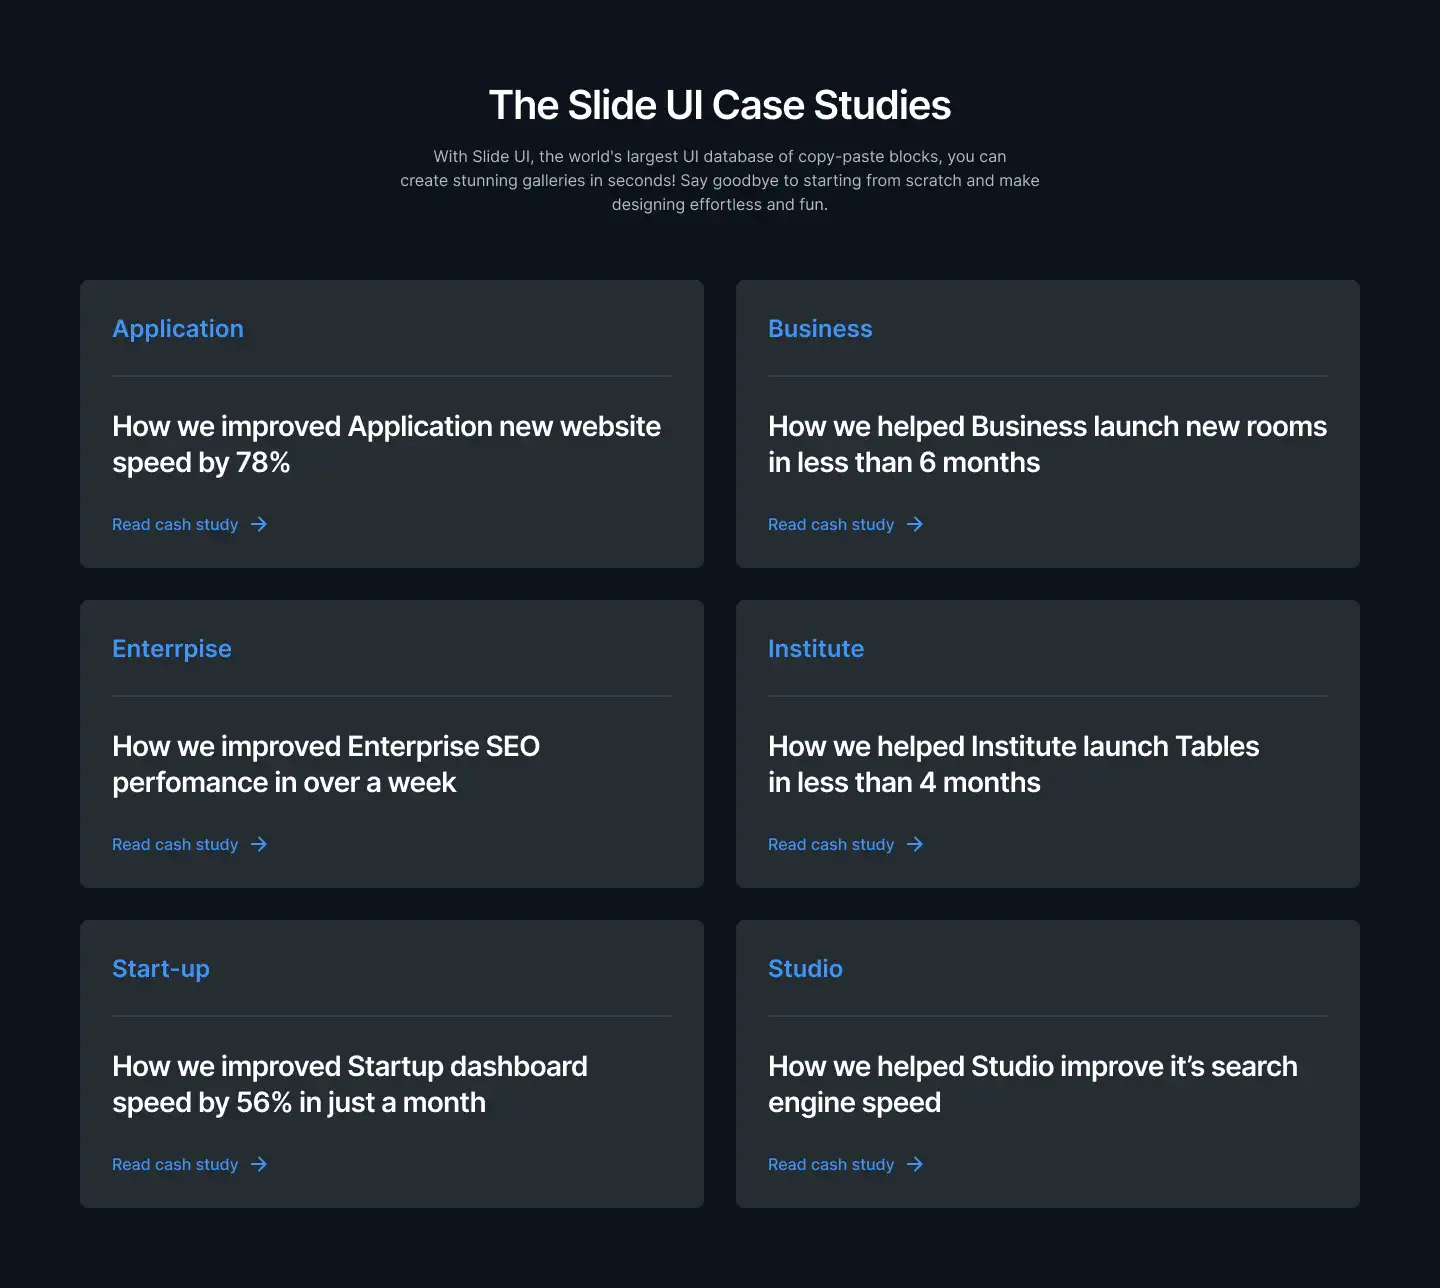 The Slide UI Case Studies
With Slide UI, the world's largest UI database of copy-paste blocks, you can
create stunning galleries in seconds! Say goodbye to starting from scratch and make
designing effortless and fun.
Application
How we improved Application new website
speed by 78%
Read cash study
Business
How we helped Business launch new rooms
in less than 6 months
Read cash study
Enterrpise
How we improved Enterprise SEO
perfomance in over a week
Read cash study
Institute
How we helped Institute launch Tables
in less than 4 months
Read cash study
Start-up
How we improved Startup dashboard
speed by 56% in just a month
Read cash study
Studio
How we helped Studio improve it’s search
engine speed
Read cash study